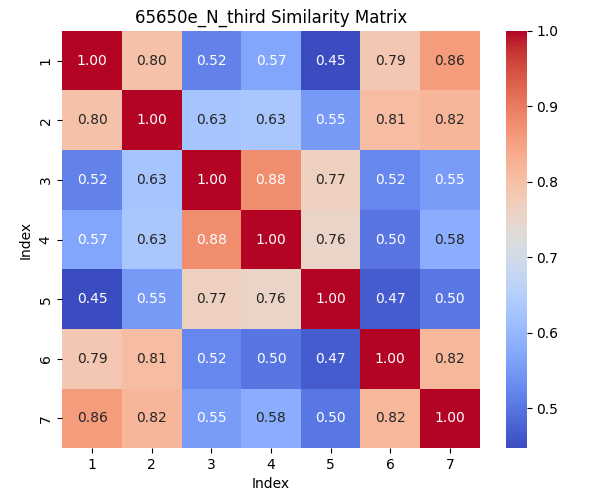 65650e_N_third Similarity Matrix
1 1.00 0.80 0.52 0.57 0.45 0.79 0.86
2 0.80 1.00 0.63 0.63 0.55 0.81 0.82
3 0.52 0.63 1.00 0.88 0.77 0.52 0.55
4 0.57 0.63 0.88 1.00 0.76 0.50 0.58
5 0.45 0.55 0.77 0.76 1.00 0.47 0.50
6 0.79 0.81 0.52 0.50 0.47 1.00 0.82
7 0.86 0.82 0.55 0.58 0.50 0.82 1.00
1 2 3 4 5 6 7
Index
Index
1.0
0.9
0.8
0.7
0.6
0.5